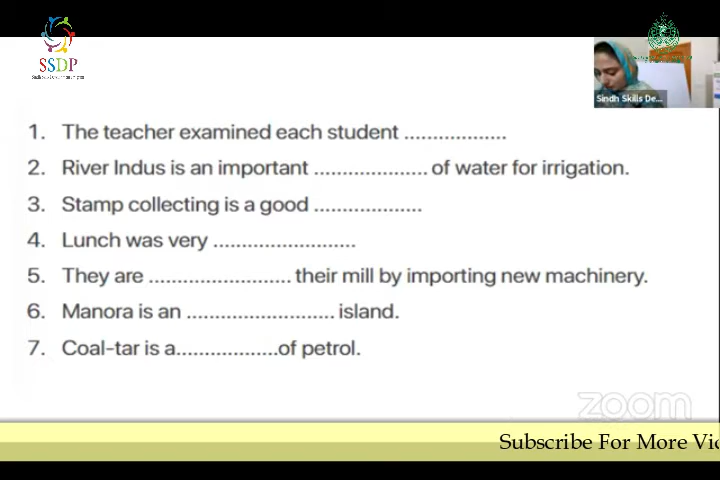 SSDP
Sindh Skills De...
1. The teacher examined each student ..................
2. River Indus is an important .................... of water for irrigation.
3. Stamp collecting is a good ...................
4. Lunch was very .........................
5. They are ......................... their mill by importing new machinery.
6. Manora is an .......................... island.
7. Coal-tar is a..................of petrol.
zoom
Subscribe For More Vid